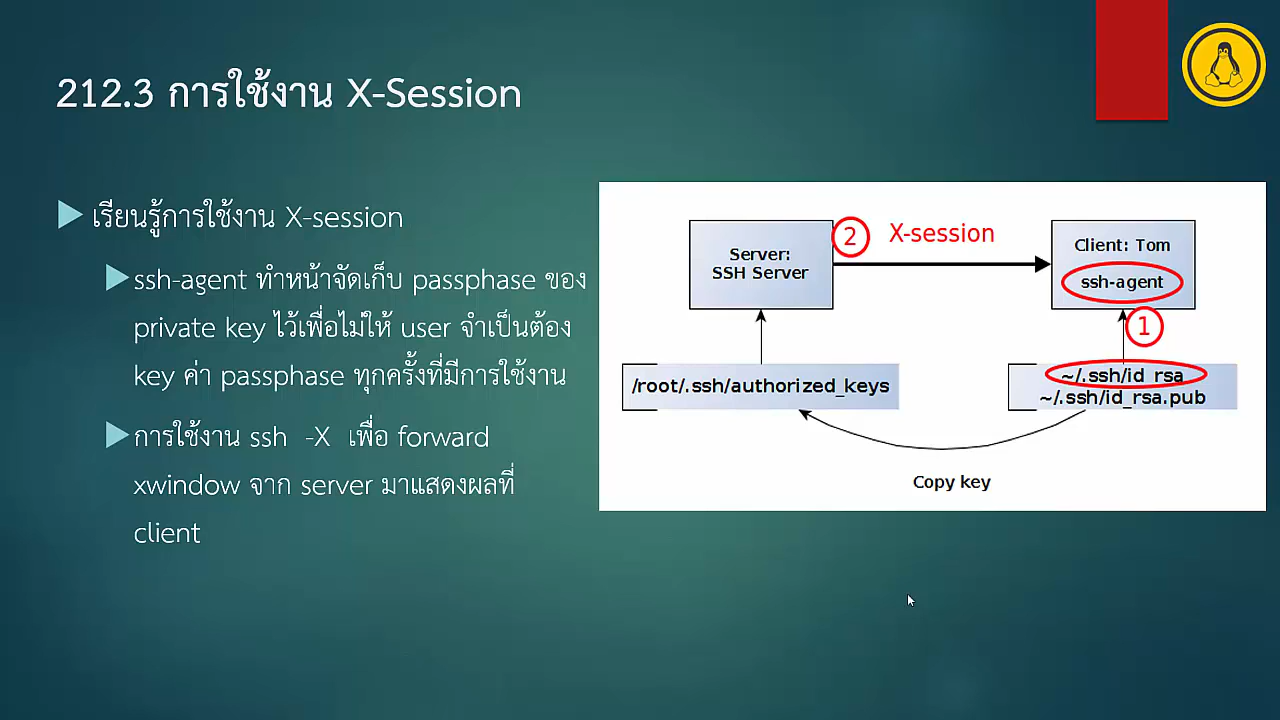 212.3 การใช้งาน X-Session
เรียนรู้การใช้งาน X-session
ssh-agent ทำหน้าจัดเก็บ passphase ของ
private key ไว้เพื่อไม่ให้ user จำเป็นต้อง
key ค่า passphase ทุกครั้งที่มีการใช้งาน
การใช้งาน ssh -X เพื่อ forward
xwindow จาก server มาแสดงผลที่
client
Server:
SSH Server
2
X-session
Client: Tom
ssh-agent
1
/root/.ssh/authorized_keys
~/.ssh/id_rsa
~/.ssh/id_rsa.pub
Copy key